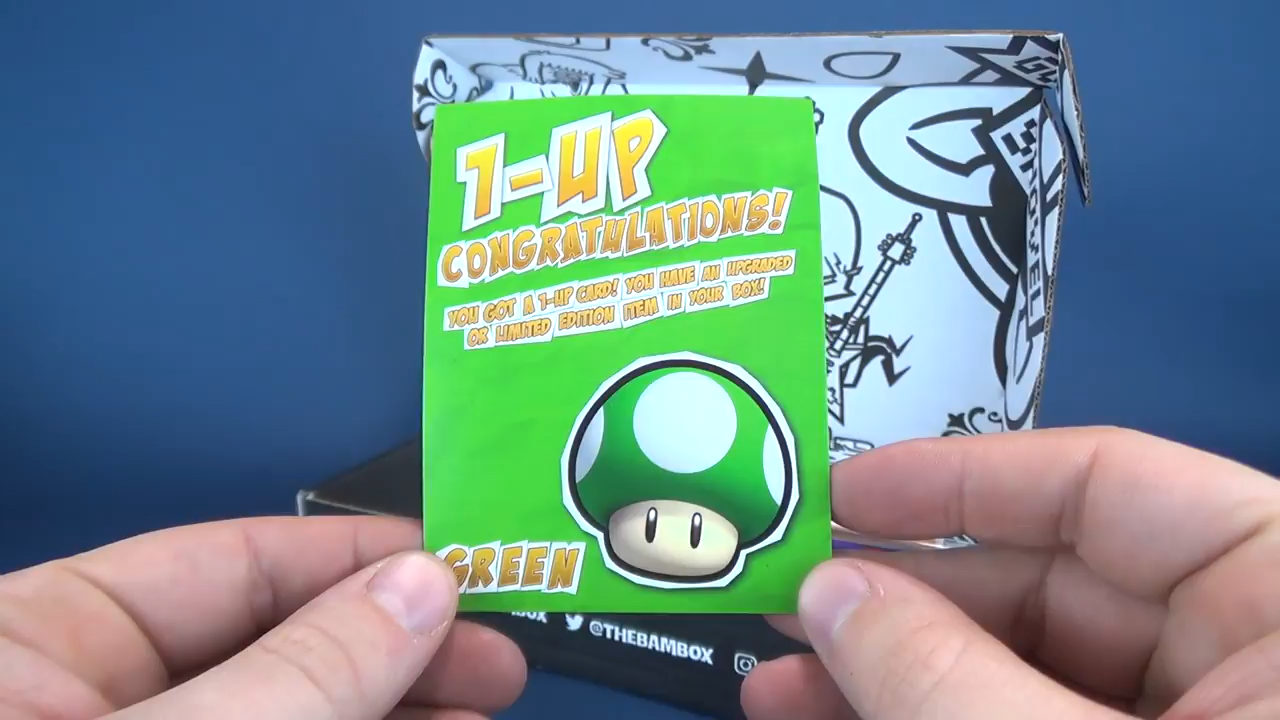 1-UP
CONGRATULATIONS!
YOU GOT A 1-UP CARD! YOU HAVE AN UPGRADED
OR LIMITED EDITION ITEM IN YOUR BOX!
GREEN
@THEBAMBOX